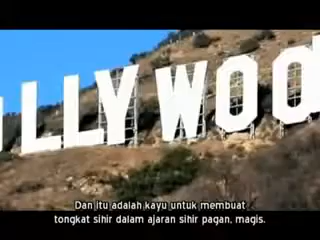 LLYWOO
Dan itu adalah kayu untuk membuat
tongkat sihir dalam ajaran sihir pagan, magis.